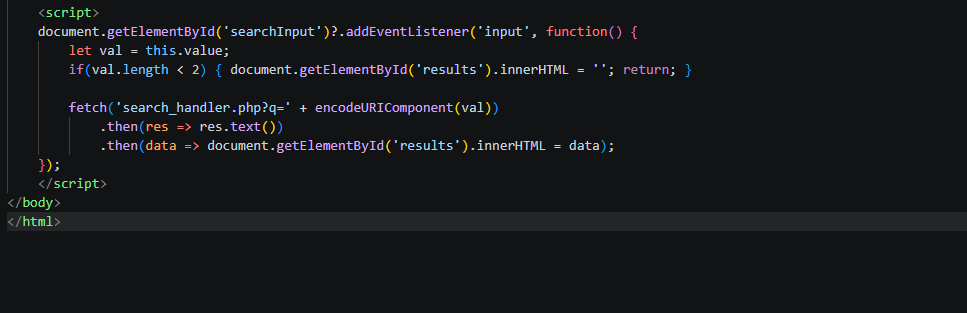 <script>
document.getElementById('searchInput')?.addEventListener('input', function() {
let val = this.value;
if(val.length < 2) { document.getElementById('results').innerHTML = ''; return; }
fetch('search_handler.php?q=' + encodeURIComponent(val))
.then(res => res.text())
.then(data => document.getElementById('results').innerHTML = data);
});
</script>
</body>
</html>